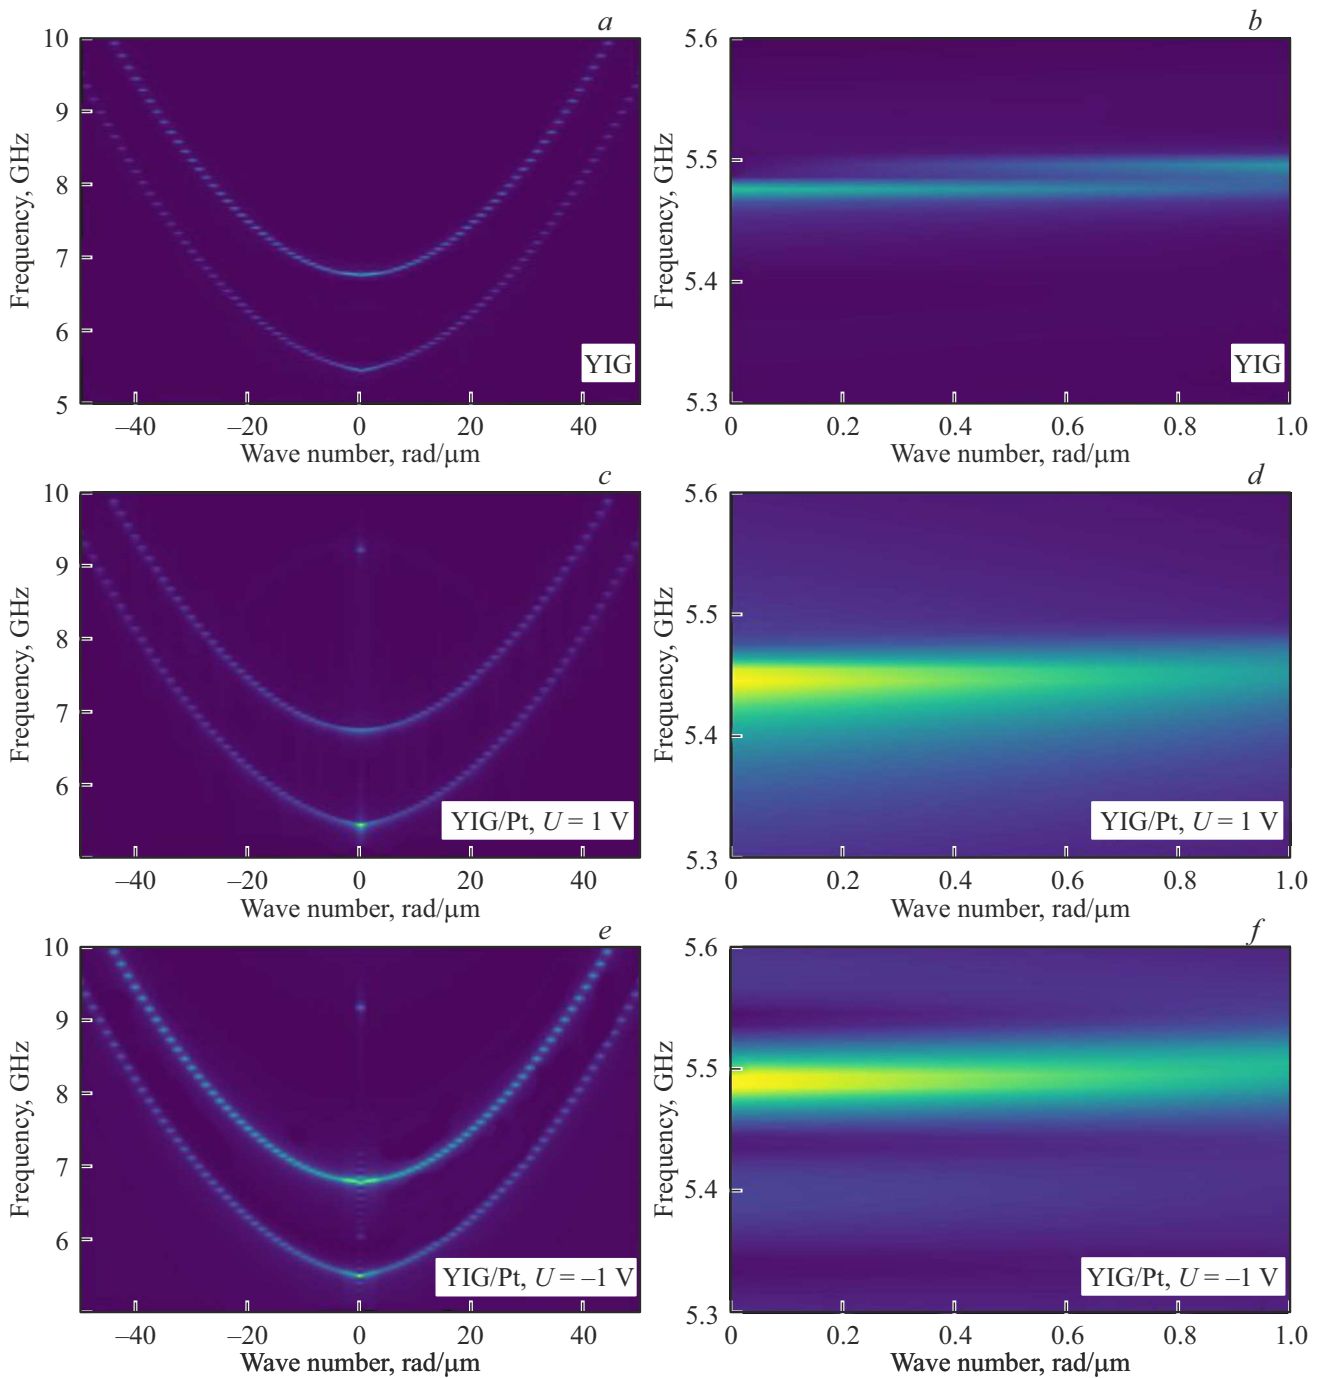 a
10
9
8
7
6
5
Frequency, GHz
YIG
–40 –20 0 20 40
Wave number, rad/μm
b
5.6
5.5
5.4
5.3
Frequency, GHz
YIG
0 0.2 0.4 0.6 0.8 1.0
Wave number, rad/μm
c
10
9
8
7
6
Frequency, GHz
YIG/Pt, U = 1 V
–40 –20 0 20 40
Wave number, rad/μm
d
5.6
5.5
5.4
5.3
Frequency, GHz
YIG/Pt, U = 1 V
0 0.2 0.4 0.6 0.8 1.0
Wave number, rad/μm
e
10
9
8
7
6
Frequency, GHz
YIG/Pt, U = –1 V
–40 –20 0 20 40
Wave number, rad/μm
f
5.6
5.5
5.4
5.3
Frequency, GHz
YIG/Pt, U = –1 V
0 0.2 0.4 0.6 0.8 1.0
Wave number, rad/μm